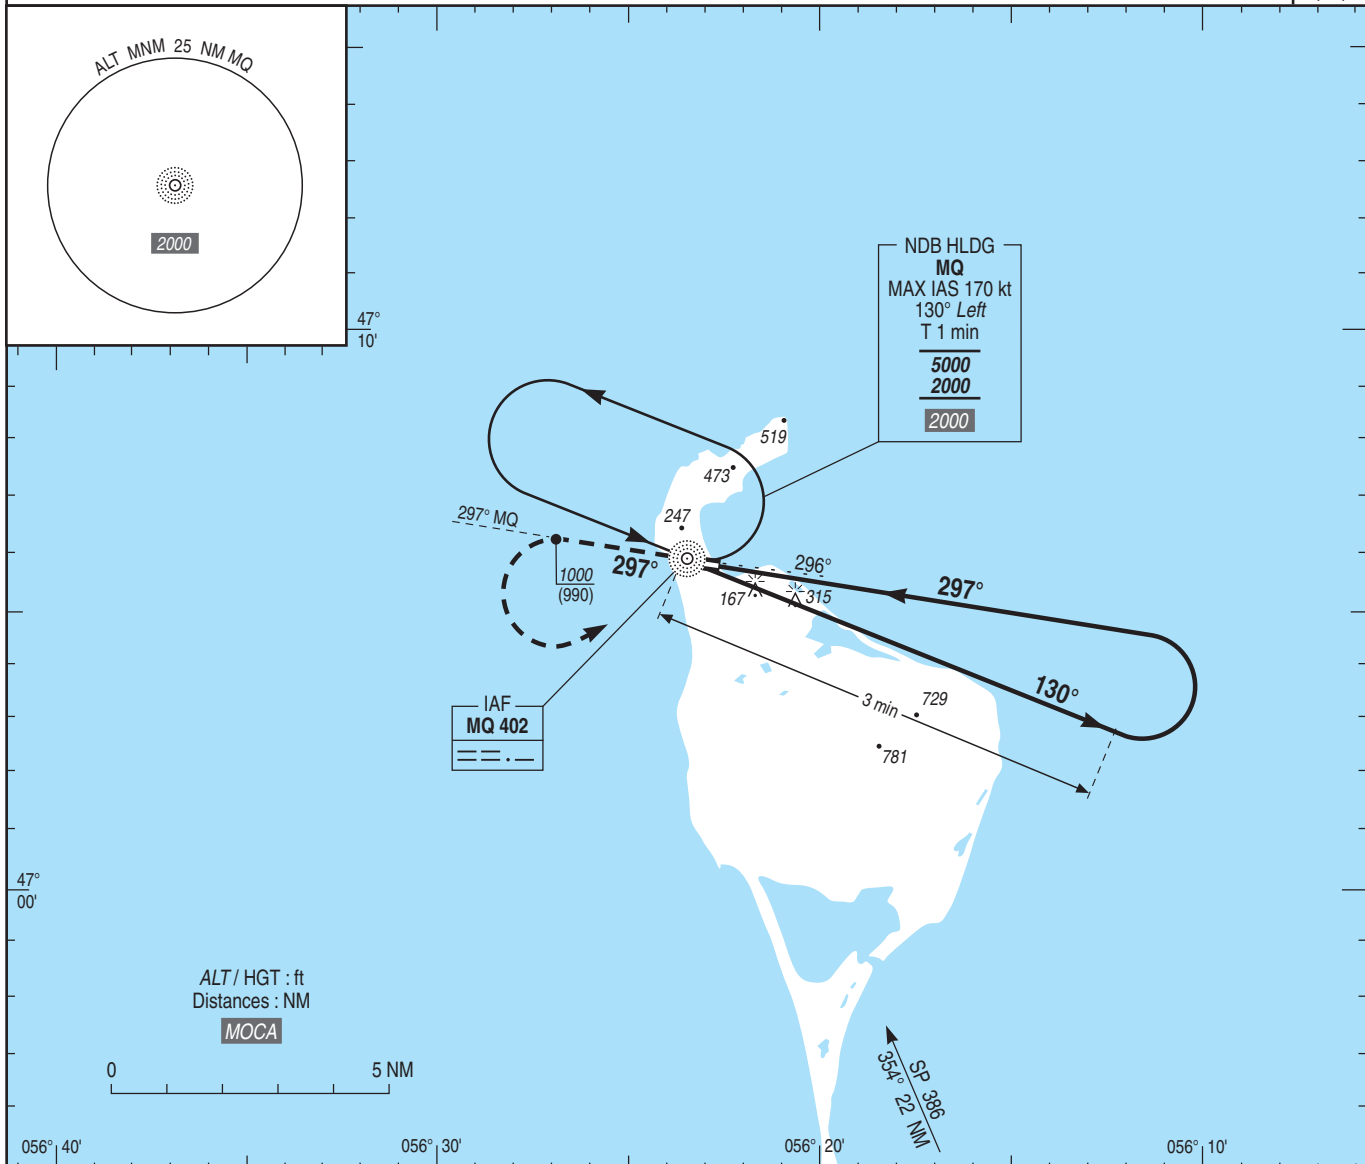 ALT MNM 25 NM MQ
2000
47°
10'
NDB HLDG
MQ
MAX IAS 170 kt
130° Left
T 1 min
5000
2000
2000
519
473
247
297° MQ
1000
(990)
297°
296°
297°
167
315
130°
3 min
729
781
IAF
MQ 402
47°
00'
ALT / HGT : ft
Distances : NM
MOCA
0
5 NM
SP 386
354° 22 NM
056° 40'
056° 30'
056° 20'
056° 10'